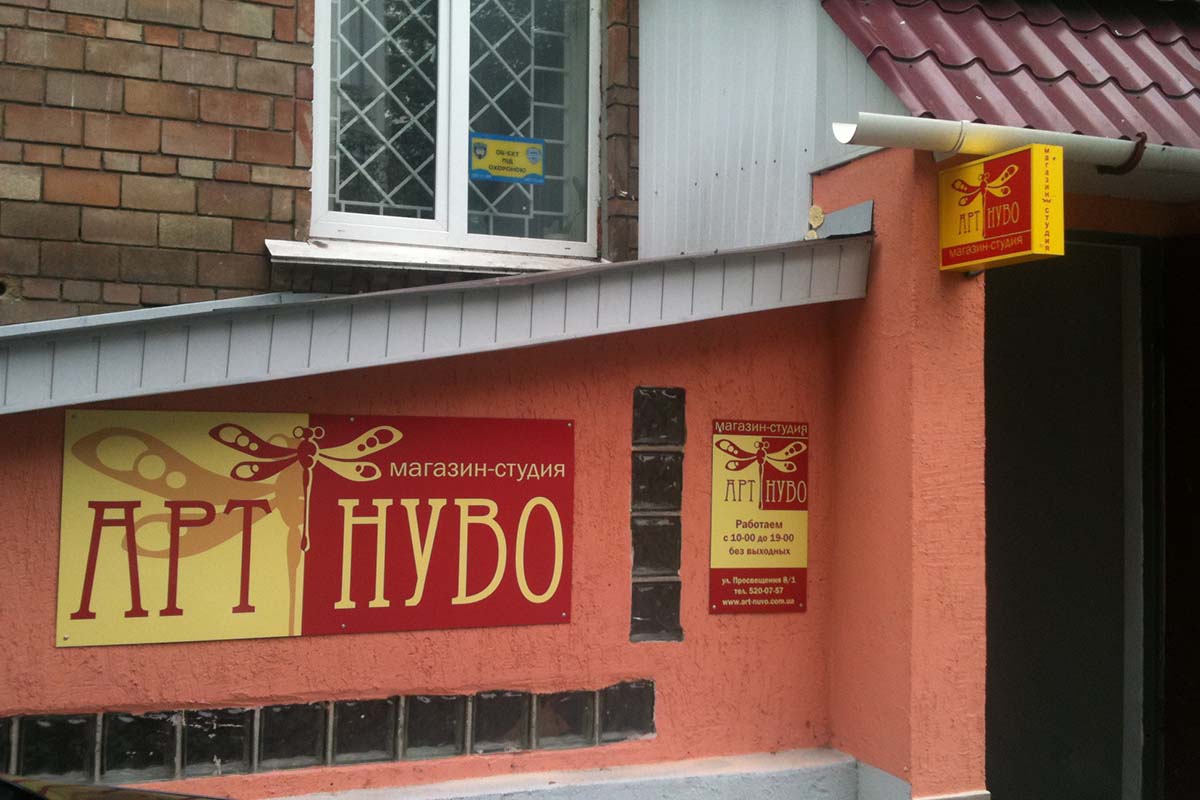 ОБ·ЄКТ
ПІД
ОХОРОНОЮ
АРТ НУВО
магазин-студия
магазин студия
магазин-студия
АРТ НУВО
магазин-студия
АРТ НУВО
Работаем
с 10-00 до 19-00
без выходных
ул. Просвещения 8/1
тел. 520-07-57
www.art-nuvo.com.ua